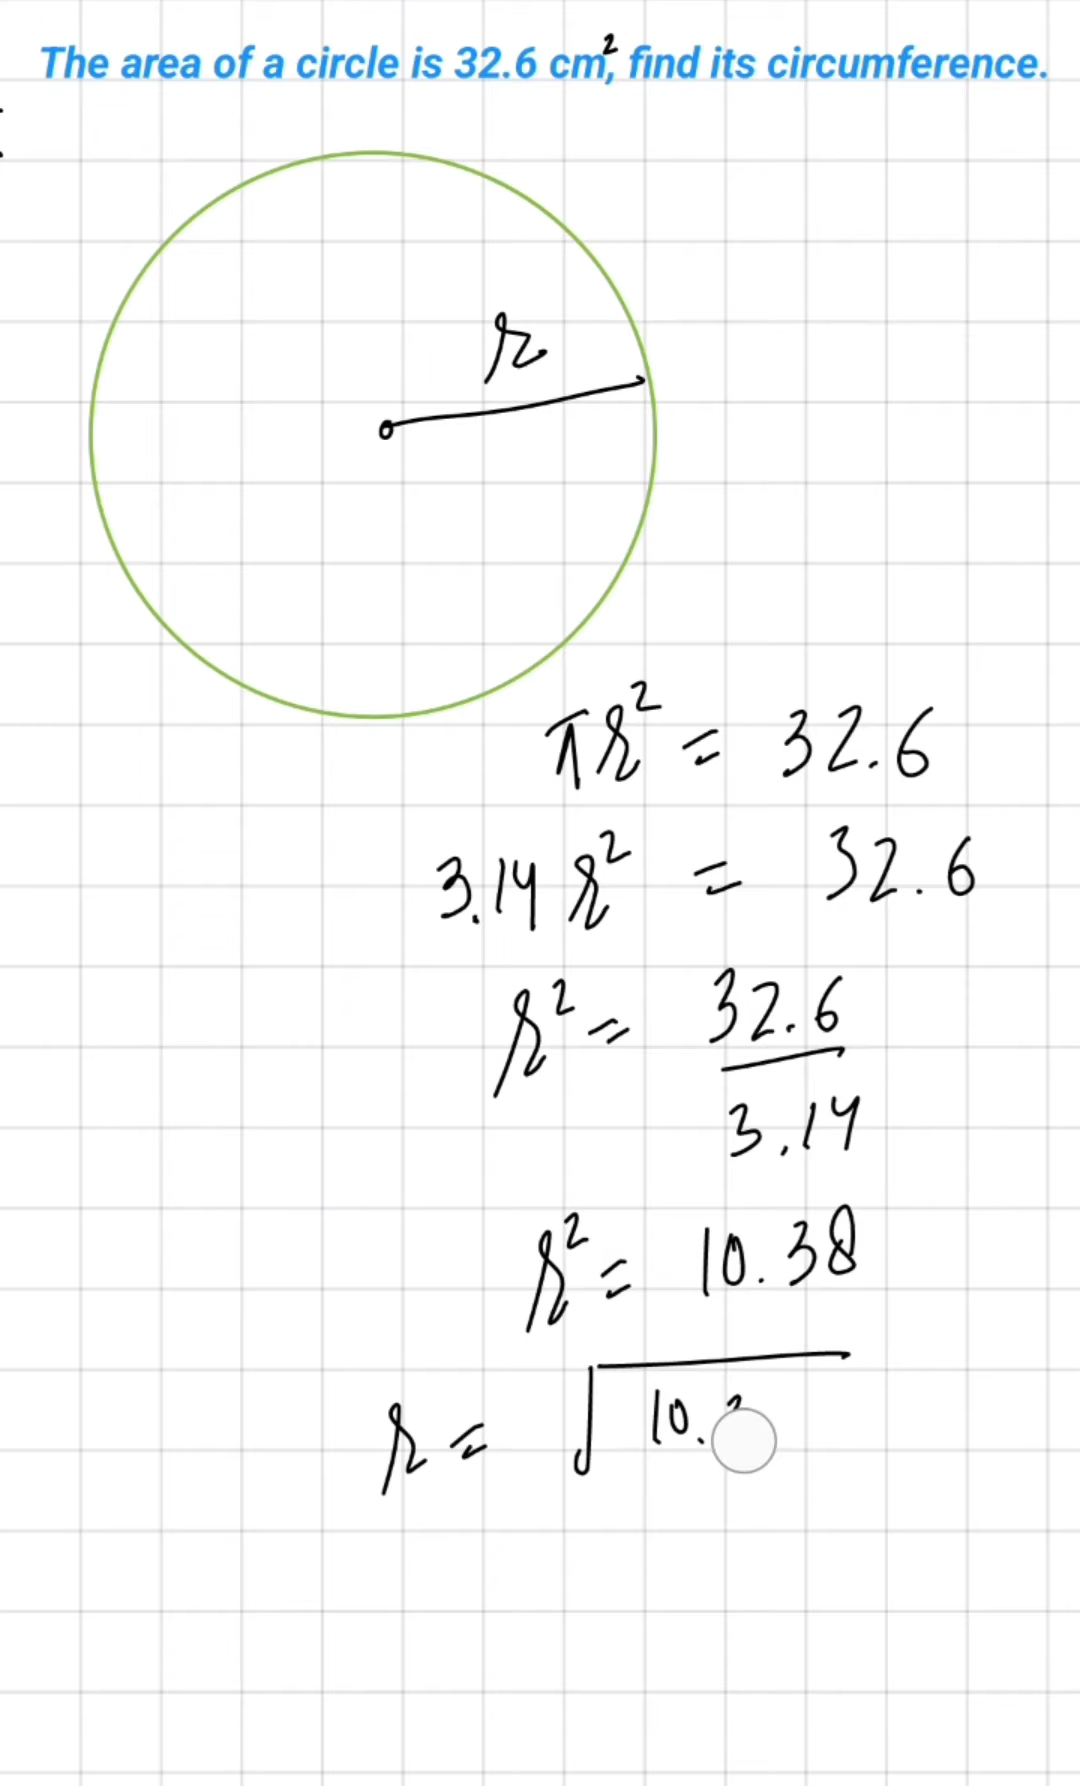 The area of a circle is 32.6 cm², find its circumference.
r
πr² = 32.6
3.14 r² = 32.6
r² = 32.6 / 3.14
r² = 10.38
r = √10.